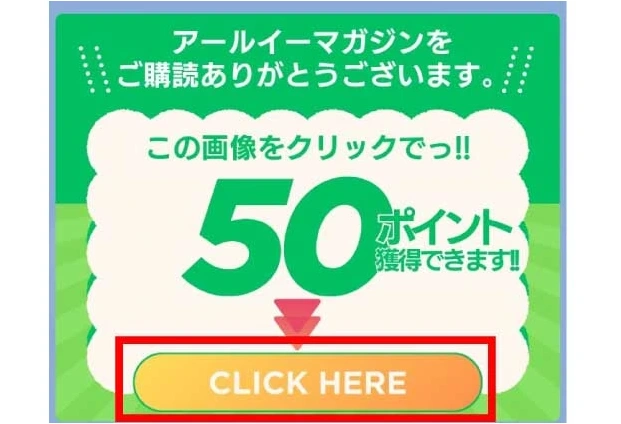 アールイーマガジンを
ご購読ありがとうございます。
この画像をクリックでっ!!
50
ポイント
獲得できます!!
CLICK HERE